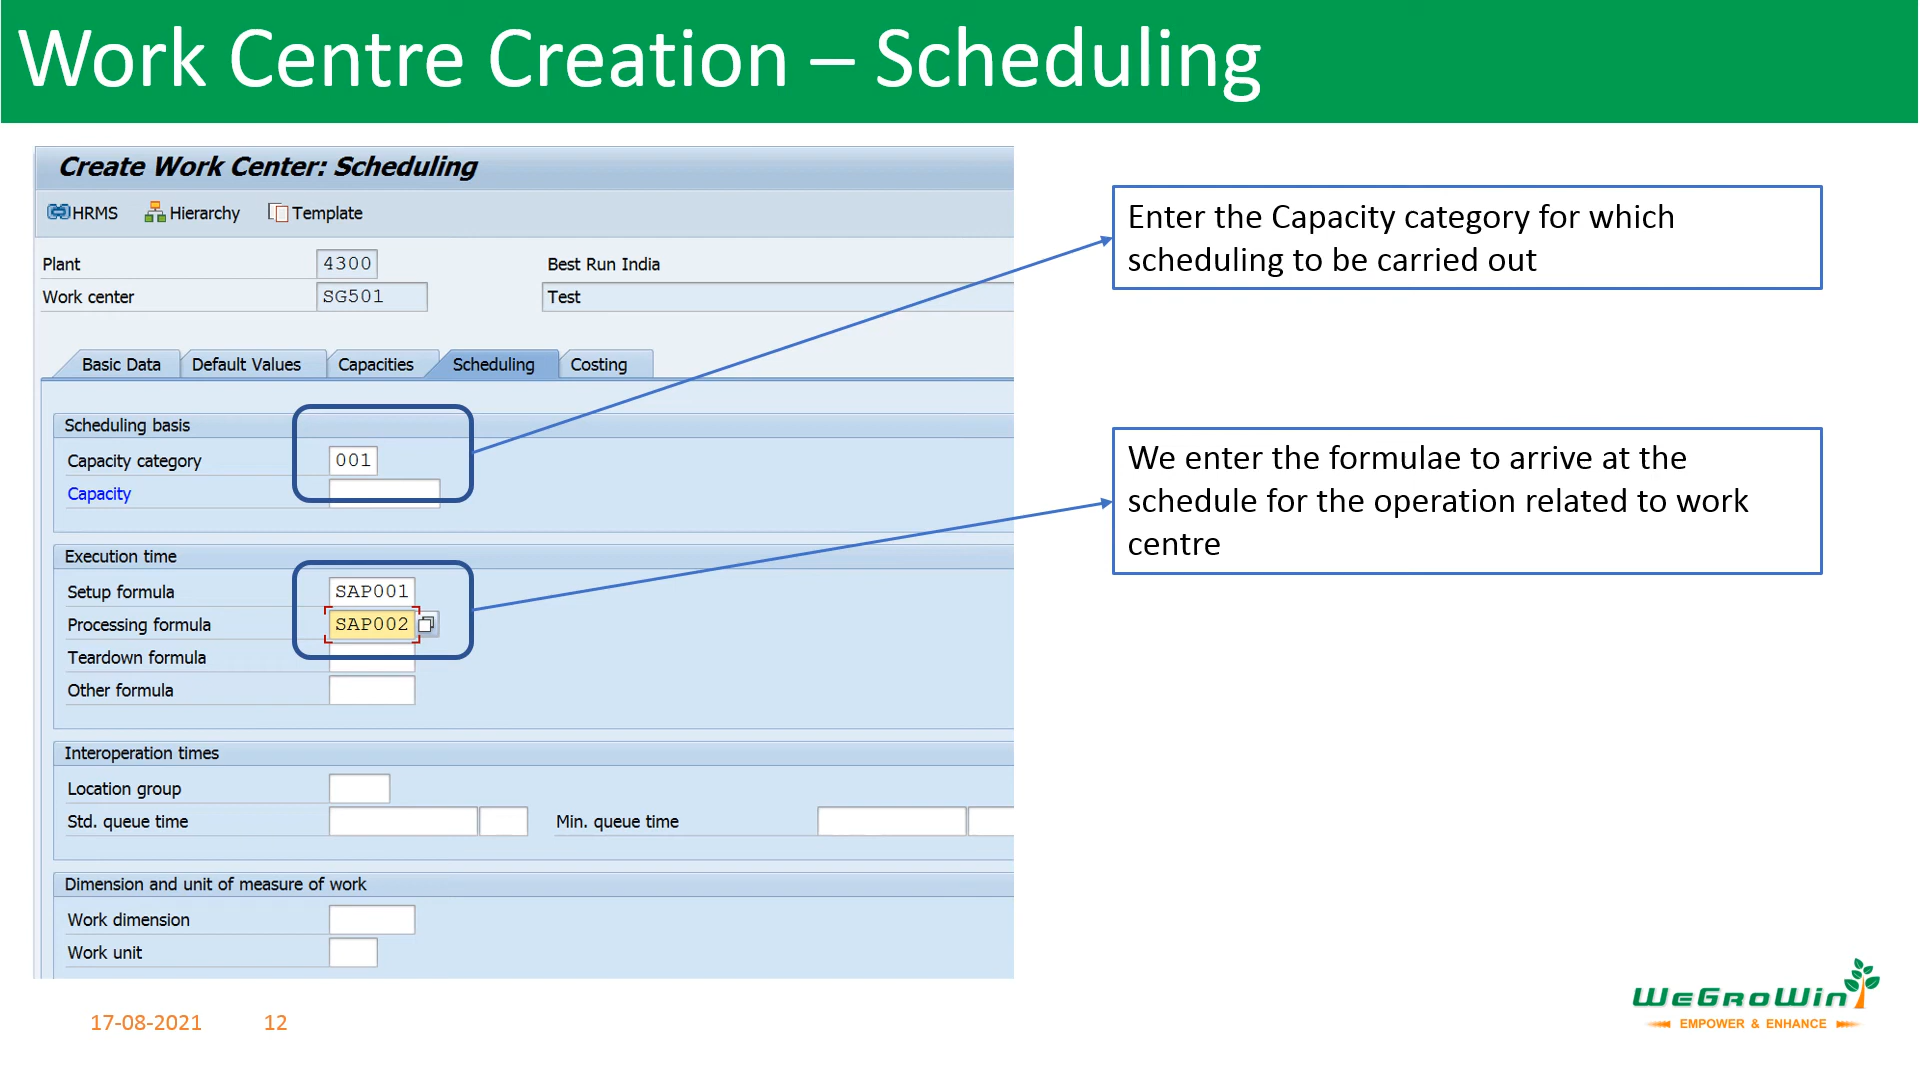 Work Centre Creation – Scheduling
Create Work Center: Scheduling
HRMS Hierarchy Template
Plant 4300 Best Run India
Work center SG501 Test
Basic Data Default Values Capacities Scheduling Costing
Scheduling basis
Capacity category 001
Capacity
Execution time
Setup formula SAP001
Processing formula SAP002
Teardown formula
Other formula
Interoperation times
Location group
Std. queue time Min. queue time
Dimension and unit of measure of work
Work dimension
Work unit
Enter the Capacity category for which
scheduling to be carried out
We enter the formulae to arrive at the
schedule for the operation related to work
centre
17-08-2021 12
WeGroWin
EMPOWER & ENHANCE